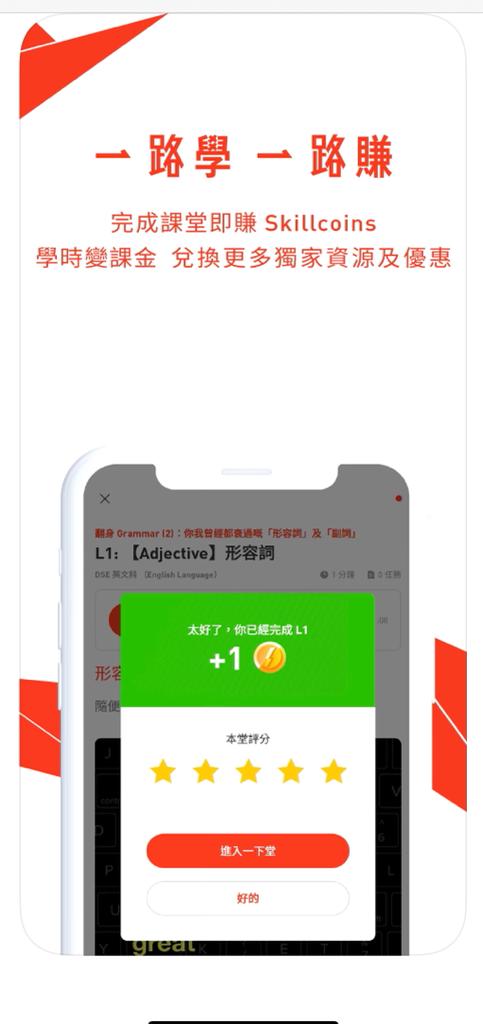 一路學 一路賺
完成課堂即賺 Skillcoins
學時變課金 兌換更多獨家資源及優惠
翻身 Grammar (2)：你我曾經都衰過嘅「形容詞」及「副詞」
L1: 【Adjective】形容詞
DSE 英文科 （English Language）
1 分鐘
0 任務
太好了，你已經完成 L1
+1
形容
隨便
本堂評分
進入一下堂
好的
great